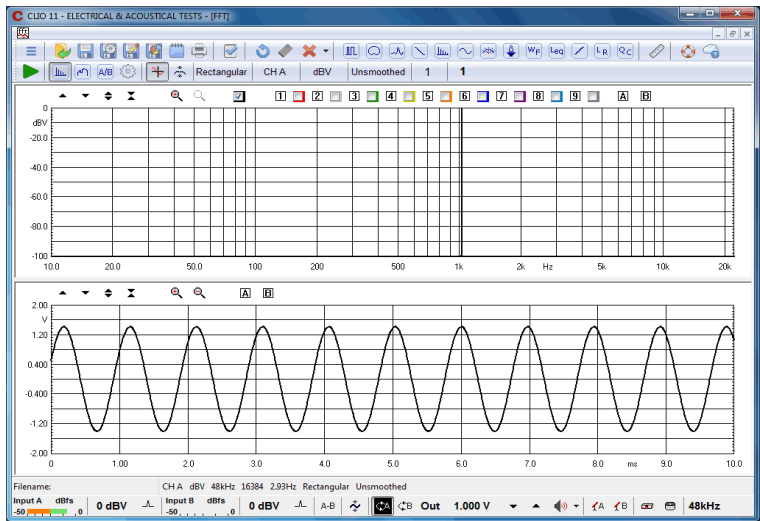 CLIO 11 - ELECTRICAL & ACOUSTICAL TESTS - [FFT]
A/B WF Leq LR QC
Rectangular CH A dBV Unsmoothed 1 1
1 2 3 4 5 6 7 8 9 A B
0
dBV
-20.0
-40.0
-60.0
-80.0
-100
10.0 20.0 50.0 100 200 500 1k 2k Hz 5k 10k 20k
A B
2.00
V
1.20
0.400
-0.400
-1.20
-2.00
0 1.00 2.0 3.0 4.0 5.0 6.0 7.0 8.0 ms 9.0 10.0
Filename: CH A dBV 48kHz 16384 2.93Hz Rectangular Unsmoothed
Input A dBfs Input B dBfs
-50 0 0 dBV -50 0 0 dBV A-B A B Out 1.000 V A B 48kHz